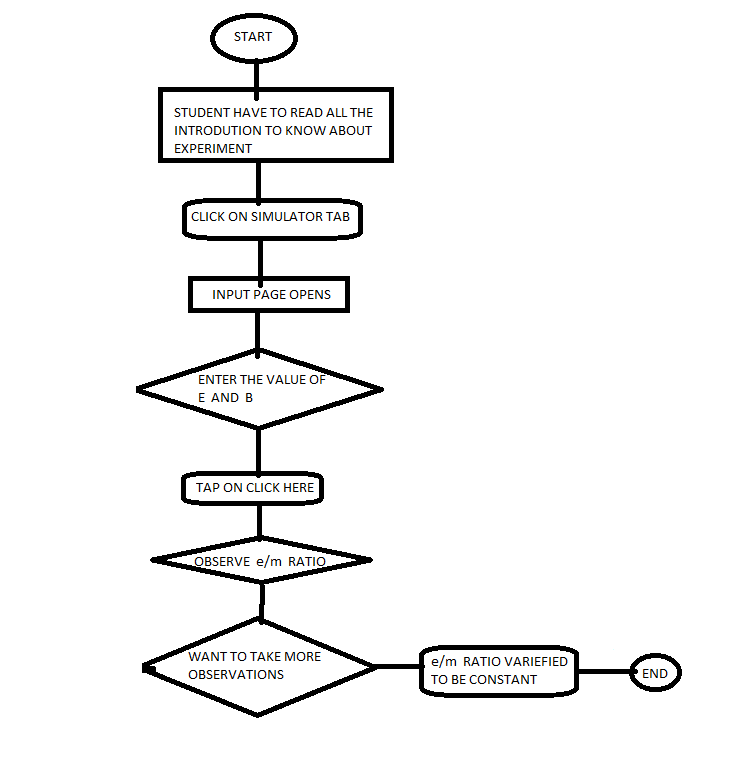 START
STUDENT HAVE TO READ ALL THE
INTRODUTION TO KNOW ABOUT
EXPERIMENT
CLICK ON SIMULATOR TAB
INPUT PAGE OPENS
ENTER THE VALUE OF
E AND B
TAP ON CLICK HERE
OBSERVE e/m RATIO
WANT TO TAKE MORE
OBSERVATIONS
e/m RATIO VARIEFIED
TO BE CONSTANT
END